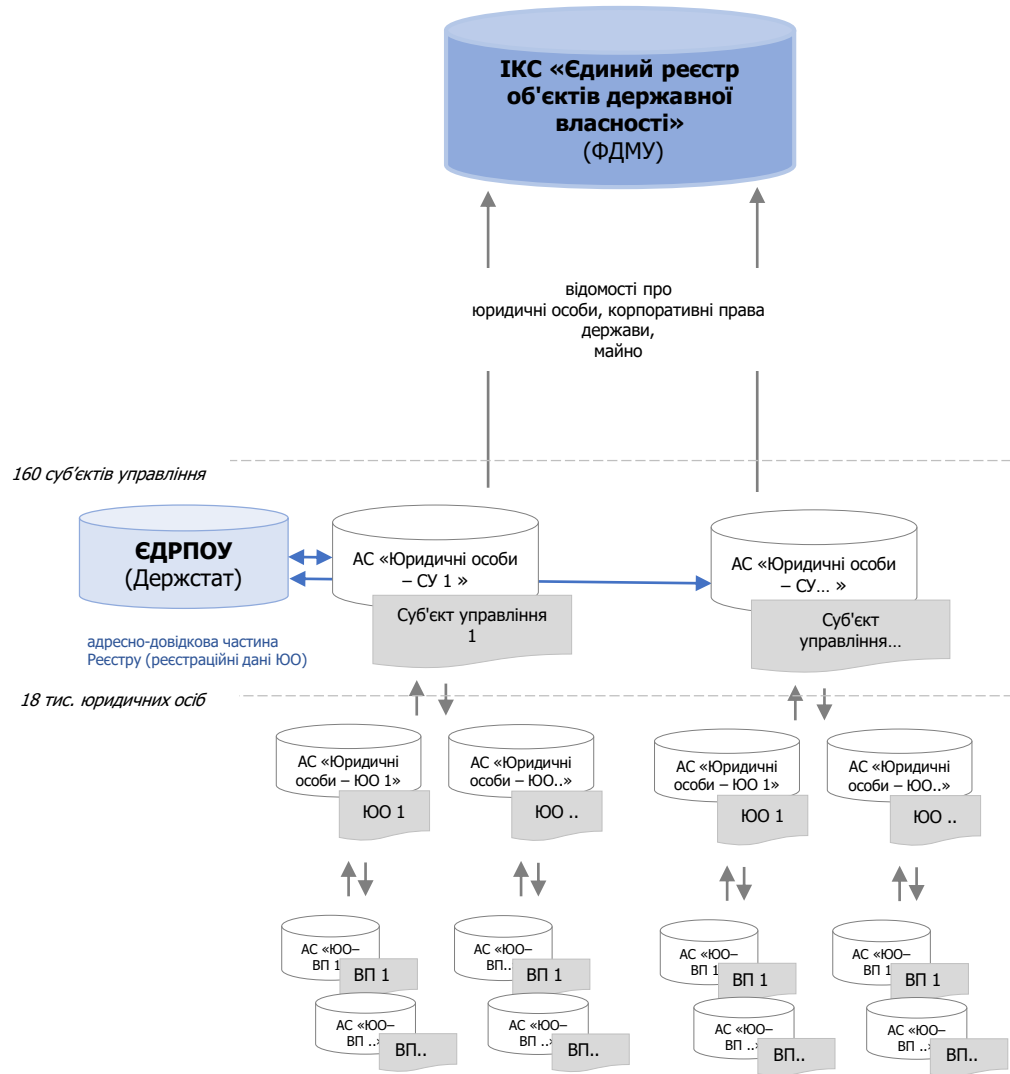 ІКС «Єдиний реєстр
об'єктів державної
власності»
(ФДМУ)
відомості про
юридичні особи, корпоративні права
держави,
майно
160 суб’єктів управління
ЄДРПОУ
(Держстат)
АС «Юридичні особи
– СУ 1 »
АС «Юридичні особи
– СУ… »
Суб'єкт управління
1
Суб'єкт
управління…
адресно-довідкова частина
Реєстру (реєстраційні дані ЮО)
18 тис. юридичних осіб
АС «Юридичні
особи – ЮО 1»
АС «Юридичні
особи – ЮО..»
АС «Юридичні
особи – ЮО 1»
АС «Юридичні
особи – ЮО..»
ЮО 1
ЮО ..
ЮО 1
ЮО ..
АС «ЮО–
ВП 1
АС «ЮО–
ВП..
АС «ЮО–
ВП 1
АС «ЮО–
ВП 1
ВП 1
ВП 1
ВП 1
ВП 1
АС «ЮО–
ВП ..»
АС «ЮО–
ВП ..»
АС «ЮО–
ВП ..»
АС «ЮО–
ВП ..»
ВП..
ВП..
ВП..
ВП..